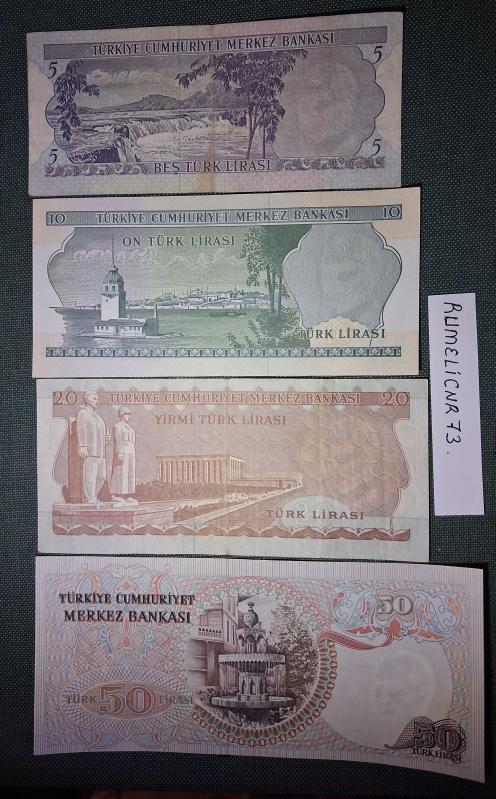 TÜRKİYE CUMHURİYET MERKEZ BANKASI
5 5
5 5
BEŞ TÜRK LİRASI
10 TÜRKİYE CUMHURİYET MERKEZ BANKASI 10
ON TÜRK LİRASI
TÜRK LİRASI
20 TÜRKİYE CUMHURİYET MERKEZ BANKASI 20
YİRMİ TÜRK LİRASI
TÜRK LİRASI
TÜRKİYE CUMHURİYET
MERKEZ BANKASI
50
TÜRK 50 LİRASI
50
TÜRK LİRASI
RUMELİCNR 73.